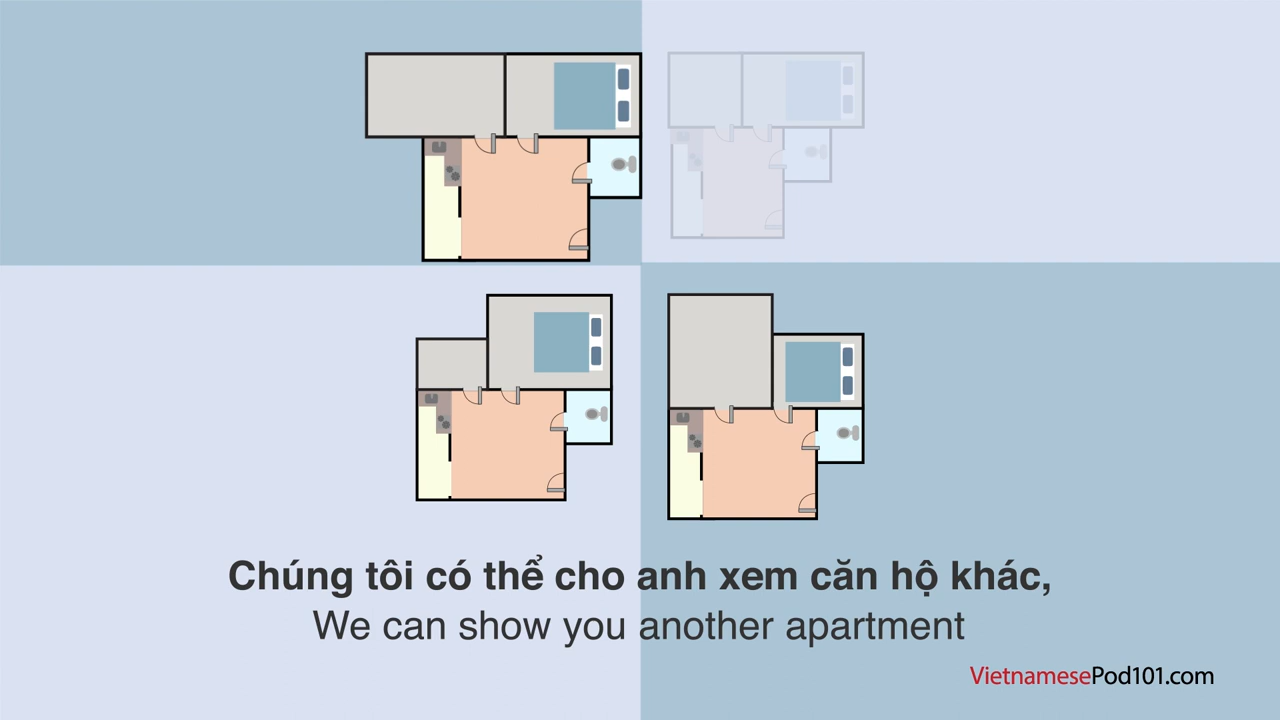 Chúng tôi có thể cho anh xem căn hộ khác,
We can show you another apartment
VietnamesePod101.com